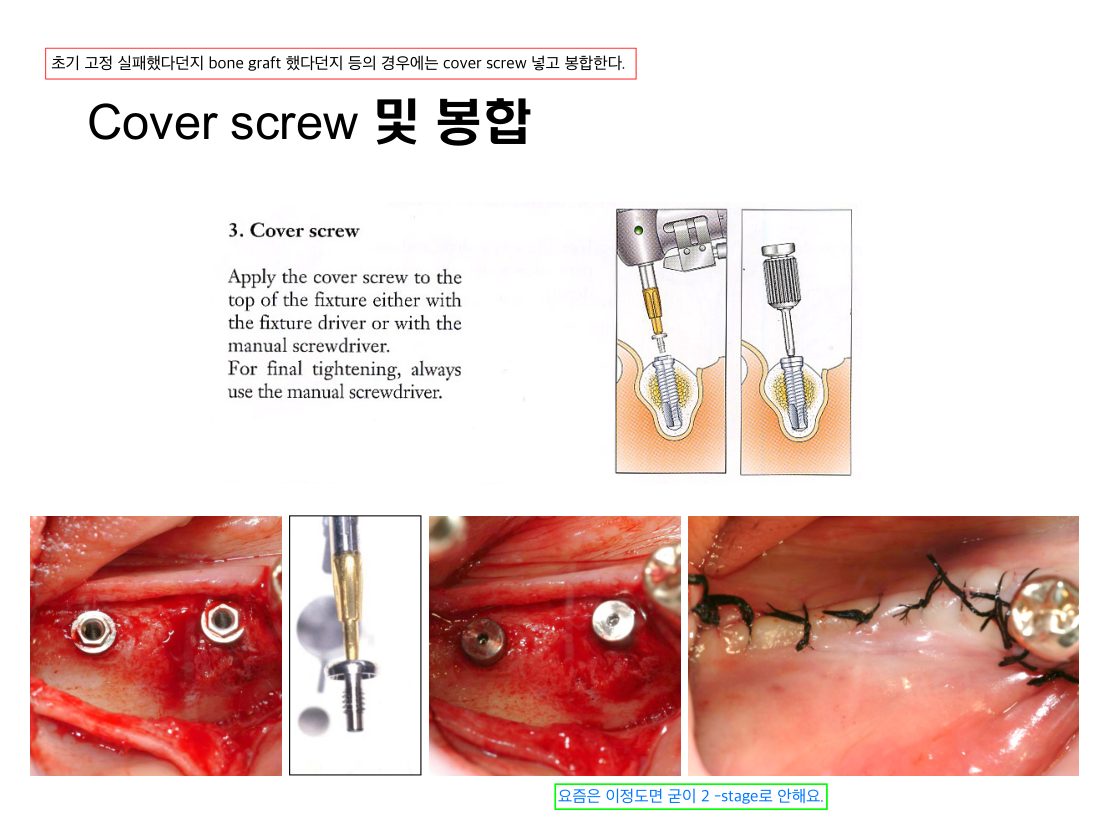 초기 고정 실패했다던지 bone graft 했다던지 등의 경우에는 cover screw 넣고 봉합한다.
Cover screw 및 봉합
3. Cover screw
Apply the cover screw to the
top of the fixture either with
the fixture driver or with the
manual screwdriver.
For final tightening, always
use the manual screwdriver.
요즘은 이정도면 굳이 2 -stage로 안해요.